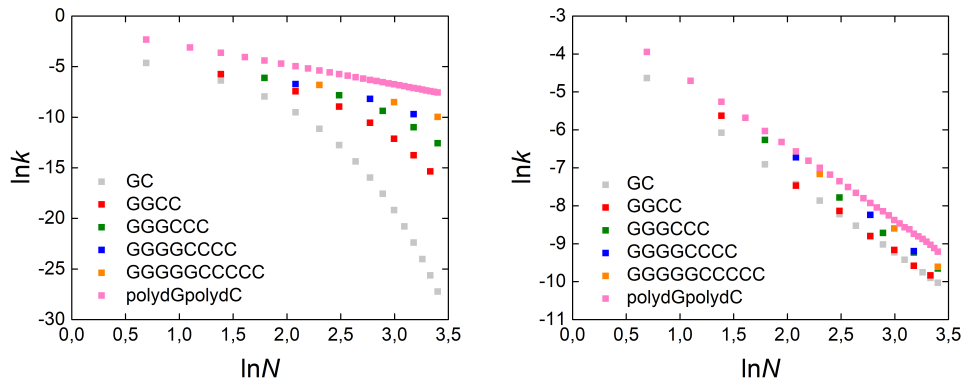 0
-5
-10
-15
-20
-25
-30
lnk
GC
GGCC
GGGCCC
GGGGCCCC
GGGGGCCCCC
polydGpolydC
0,0 0,5 1,0 1,5 2,0 2,5 3,0 3,5
lnN
-3
-4
-5
-6
-7
-8
-9
-10
-11
lnk
GC
GGCC
GGGCCC
GGGGCCCC
GGGGGCCCCC
polydGpolydC
0,0 0,5 1,0 1,5 2,0 2,5 3,0 3,5
lnN